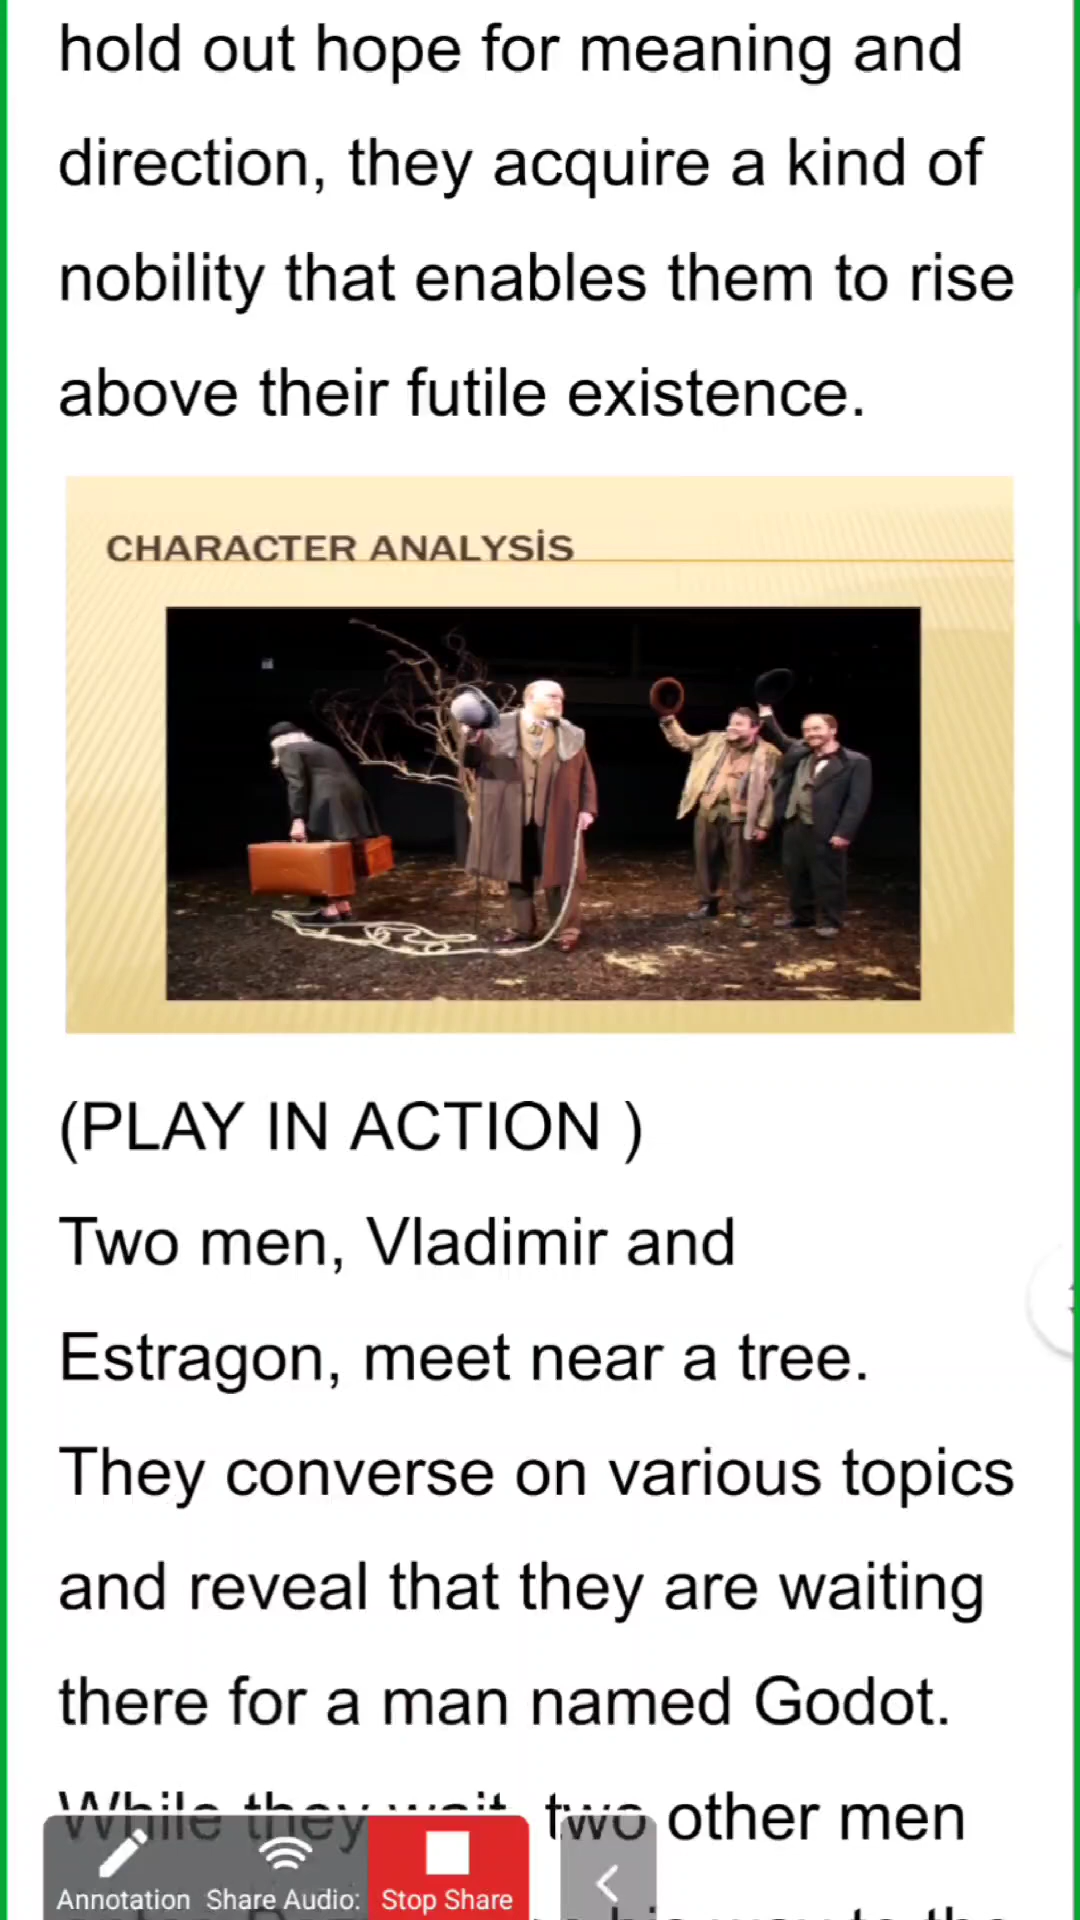 hold out hope for meaning and
direction, they acquire a kind of
nobility that enables them to rise
above their futile existence.
CHARACTER ANALYSİS
(PLAY IN ACTION )
Two men, Vladimir and
Estragon, meet near a tree.
They converse on various topics
and reveal that they are waiting
there for a man named Godot.
While they wait, two other men
Annotation Share Audio: Stop Share